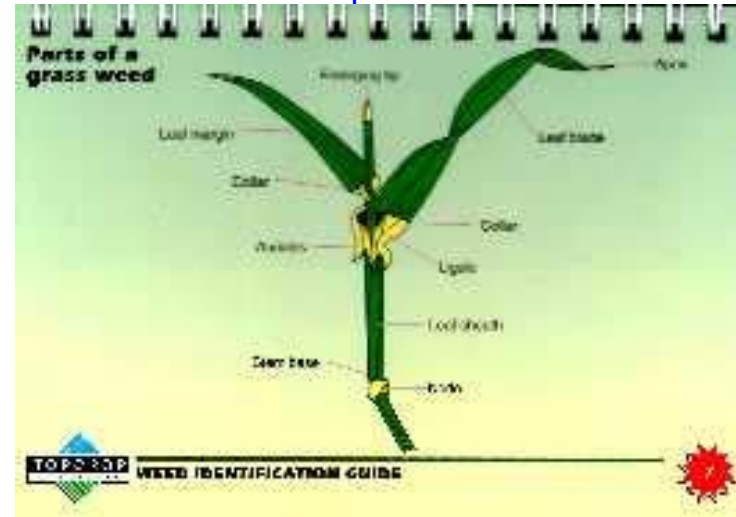 Parts of a
grass weed
Emerging tip
Apex
Leaf margin
Leaf blade
Collar
Collar
Auricles
Ligule
Leaf sheath
Stem base
Node
TOPCROP
WEED IDENTIFICATION GUIDE